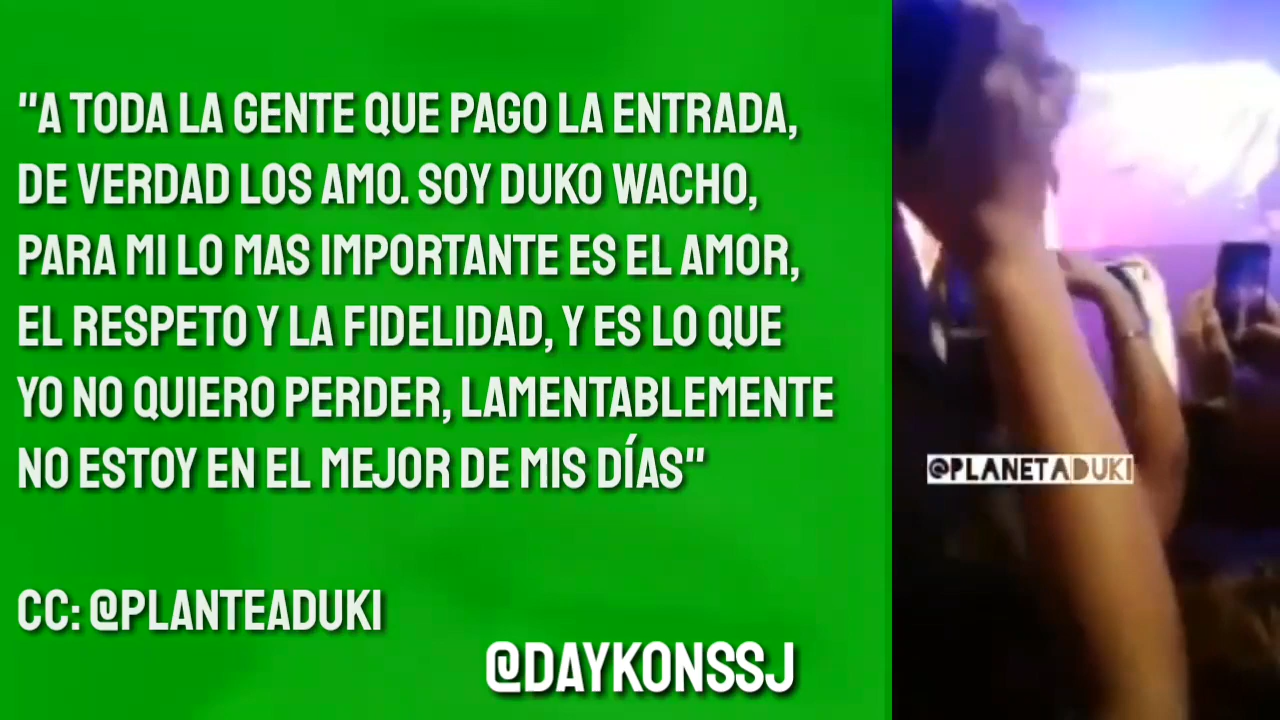 "A TODA LA GENTE QUE PAGO LA ENTRADA,
DE VERDAD LOS AMO. SOY DUKO WACHO,
PARA MI LO MAS IMPORTANTE ES EL AMOR,
EL RESPETO Y LA FIDELIDAD, Y ES LO QUE
YO NO QUIERO PERDER, LAMENTABLEMENTE
NO ESTOY EN EL MEJOR DE MIS DÍAS"
CC: @PLANTEADUKI
@DAYKONSSJ
@PLANETADUKI